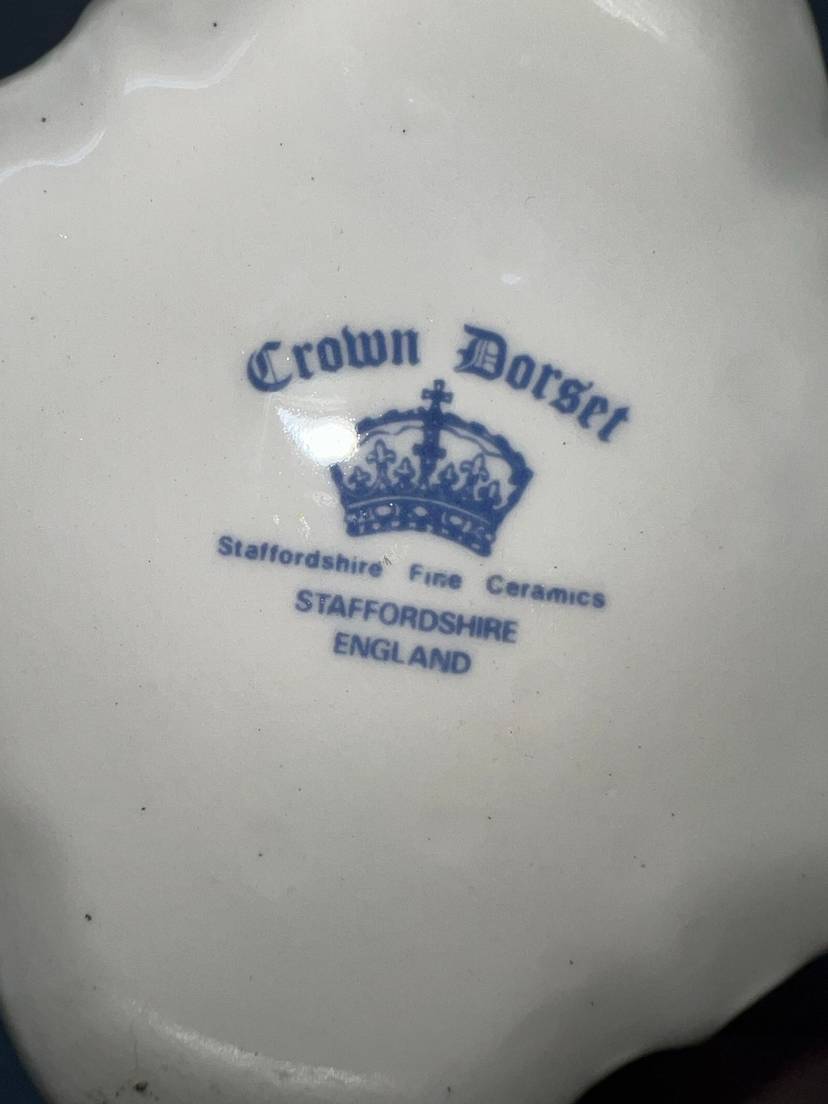 Crown Dorset
Staffordshire Fine Ceramics
STAFFORDSHIRE
ENGLAND